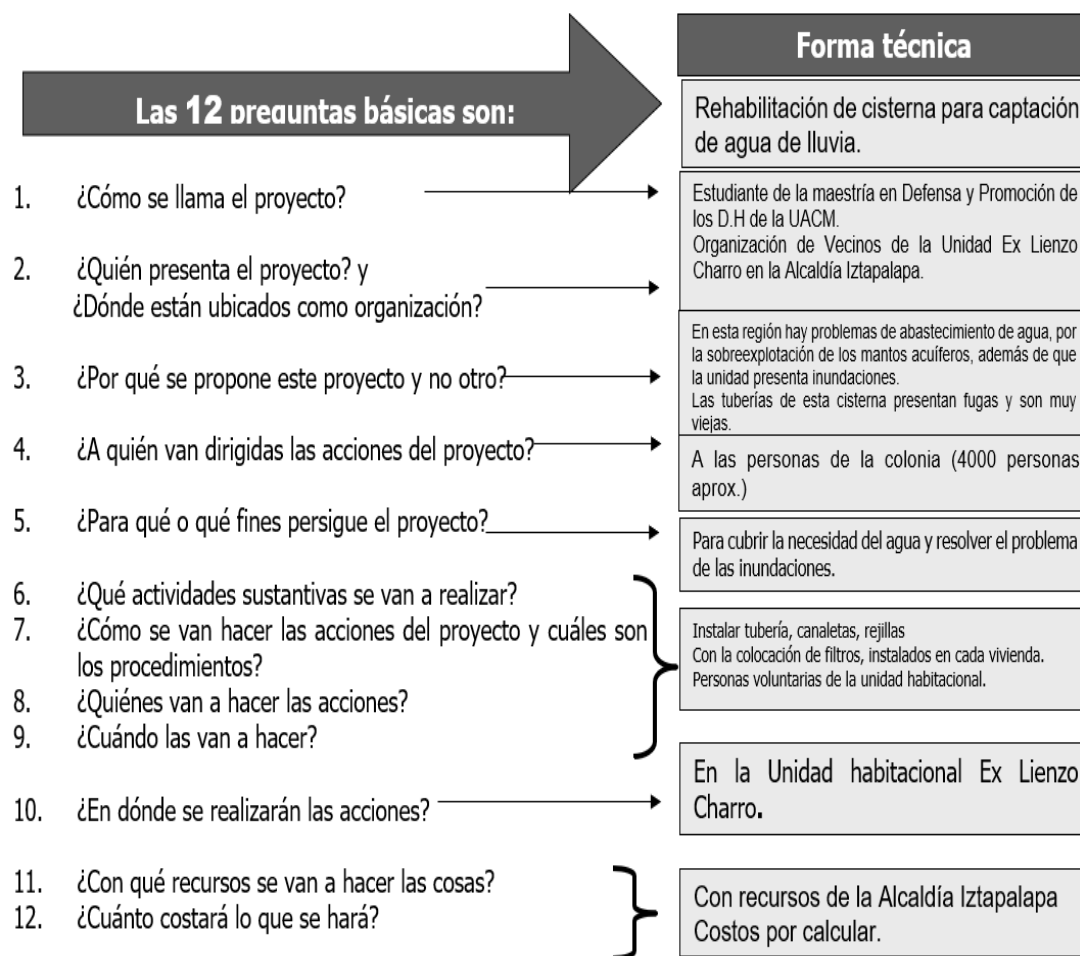 Las 12 preguntas básicas son:
1. ¿Cómo se llama el proyecto?
2. ¿Quién presenta el proyecto? y
¿Dónde están ubicados como organización?
3. ¿Por qué se propone este proyecto y no otro?
4. ¿A quién van dirigidas las acciones del proyecto?
5. ¿Para qué o qué fines persigue el proyecto?
6. ¿Qué actividades sustantivas se van a realizar?
7. ¿Cómo se van hacer las acciones del proyecto y cuáles son
los procedimientos?
8. ¿Quiénes van a hacer las acciones?
9. ¿Cuándo las van a hacer?
10. ¿En dónde se realizarán las acciones?
11. ¿Con qué recursos se van a hacer las cosas?
12. ¿Cuánto costará lo que se hará?
Forma técnica
Rehabilitación de cisterna para captación
de agua de lluvia.
Estudiante de la maestría en Defensa y Promoción de
los D.H de la UACM.
Organización de Vecinos de la Unidad Ex Lienzo
Charro en la Alcaldía Iztapalapa.
En esta región hay problemas de abastecimiento de agua, por
la sobreexplotación de los mantos acuíferos, además de que
la unidad presenta inundaciones.
Las tuberías de esta cisterna presentan fugas y son muy
viejas.
A las personas de la colonia (4000 personas
aprox.)
Para cubrir la necesidad del agua y resolver el problema
de las inundaciones.
Instalar tubería, canaletas, rejillas
Con la colocación de filtros, instalados en cada vivienda.
Personas voluntarias de la unidad habitacional.
En la Unidad habitacional Ex Lienzo
Charro.
Con recursos de la Alcaldía Iztapalapa
Costos por calcular.